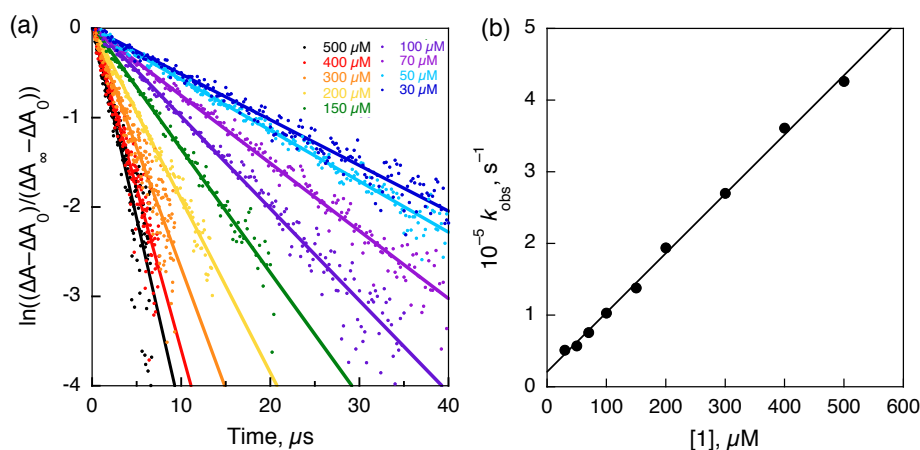 (a)
500 μM
400 μM
300 μM
200 μM
150 μM
100 μM
70 μM
50 μM
30 μM
ln((ΔA−ΔA₀)/(ΔA∞−ΔA₀))
0
-1
-2
-3
-4
0 10 20 30 40
Time, μs
(b)
10⁻⁵ k_obs, s⁻¹
5
4
3
2
1
0
0 100 200 300 400 500 600
[1], μM